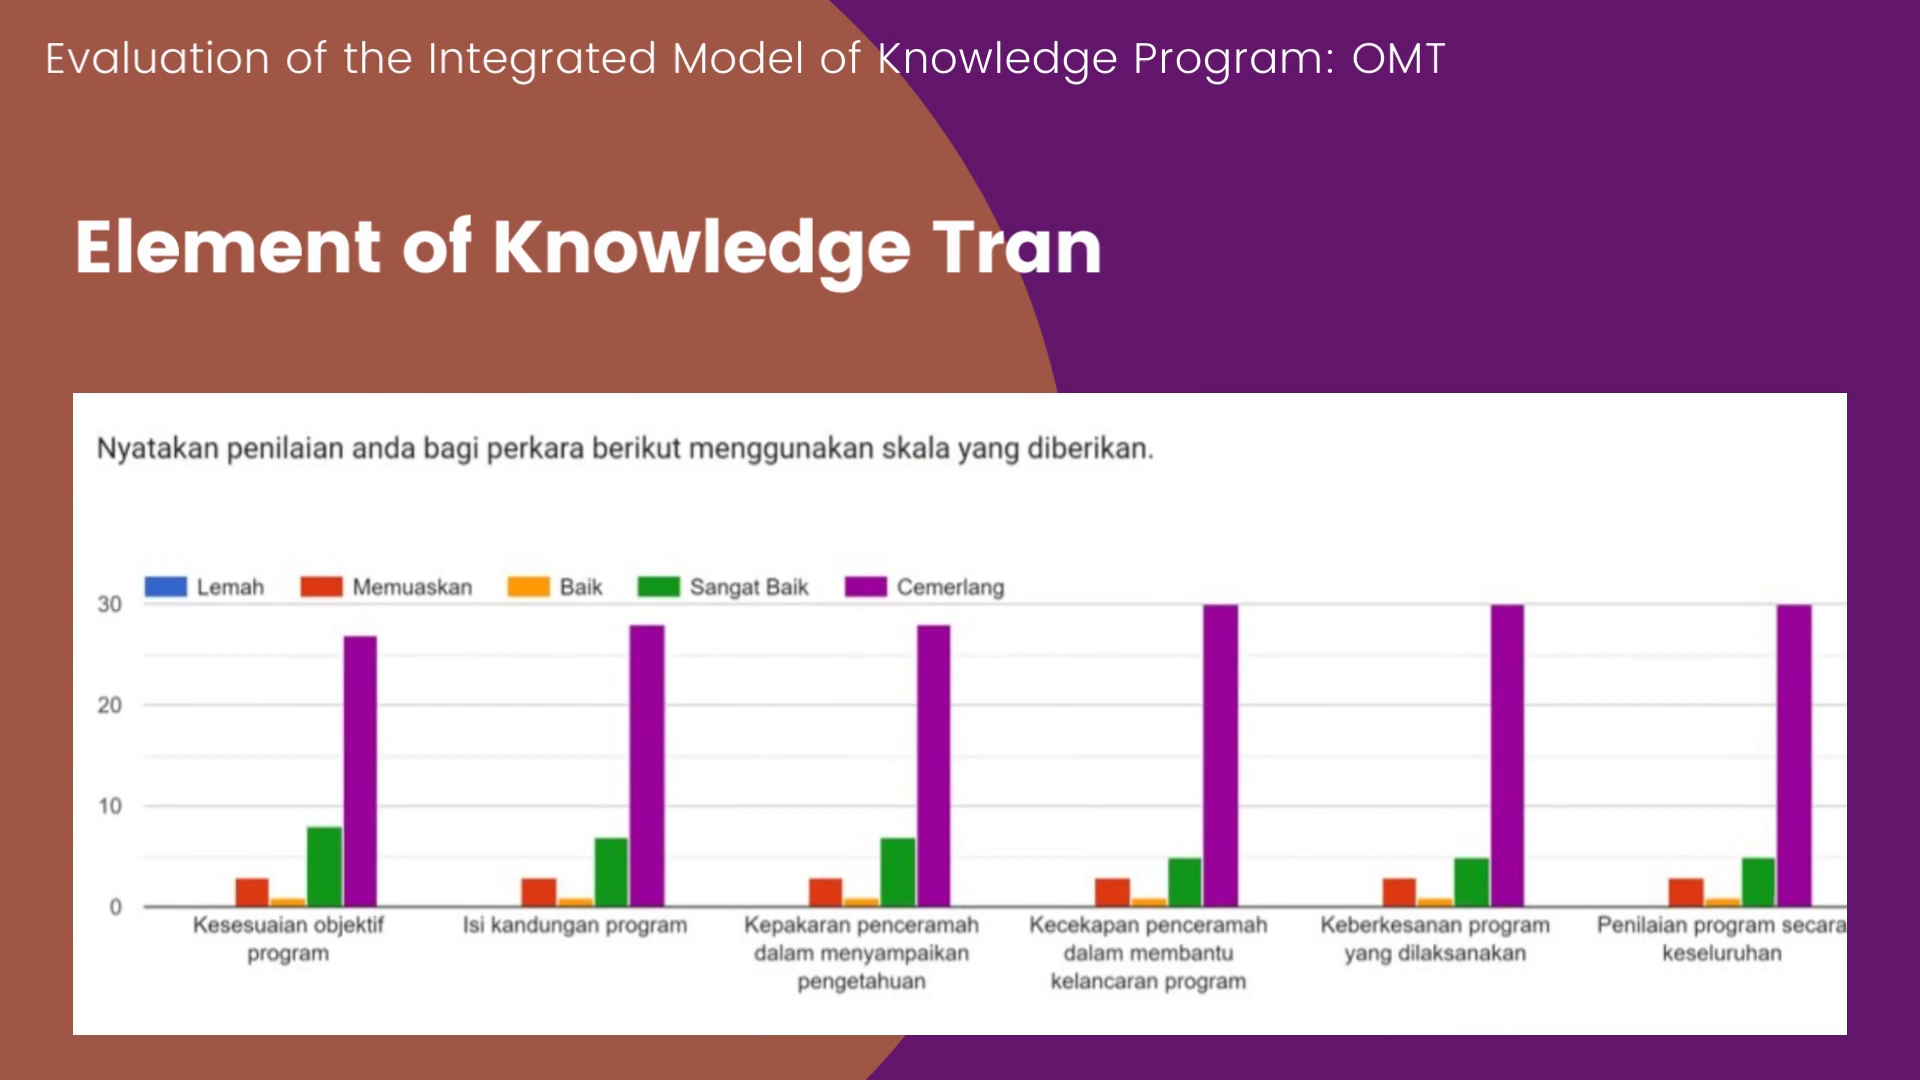 Evaluation of the Integrated Model of Knowledge Program: OMT
Element of Knowledge Tran
Nyatakan penilaian anda bagi perkara berikut menggunakan skala yang diberikan.
Lemah Memuaskan Baik Sangat Baik Cemerlang
30
20
10
0
Kesesuaian objektif
program
Isi kandungan program
Kepakaran penceramah
dalam menyampaikan
pengetahuan
Kecekapan penceramah
dalam membantu
kelancaran program
Keberkesanan program
yang dilaksanakan
Penilaian program secara
keseluruhan